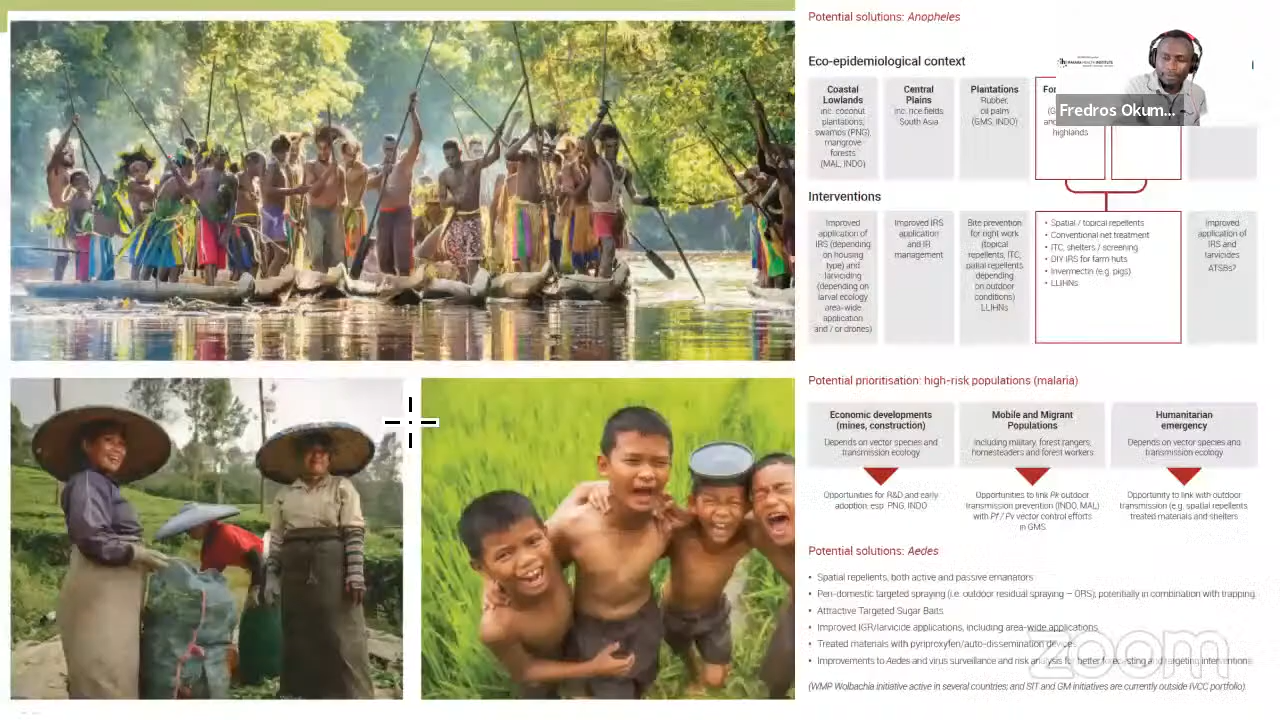 Potential solutions: Anopheles
Eco-epidemiological context
Coastal
Lowlands
inc. coconut
plantations,
swamps (PNG),
mangrove
forests
(MAL, INDO)
Central
Plains
inc. rice fields
South Asia
Plantations
Rubber,
oil palm
(GMS, INDO)
highlands
IFAKARA HEALTH INSTITUTE
Fredros Okum...
Interventions
Improved
application of
IRS (depending
on housing
type) and
larviciding
(depending on
larval ecology
area-wide
application
and / or drones)
Improved IRS
application
and IR
management
Bite prevention
for night work
(topical
repellents, ITC,
spatial repellents
depending
on outdoor
conditions)
LLIHNs
• Spatial / topical repellents
• Conventional net treatment
• ITC, shelters / screening
• DIY IRS for farm huts
• Invermectin (e.g. pigs)
• LLIHNs
Improved
application of
IRS and
larvicides
ATSBs?
Potential prioritisation: high-risk populations (malaria)
Economic developments
(mines, construction)
Depends on vector species and
transmission ecology
Mobile and Migrant
Populations
including military, forest rangers,
homesteaders and forest workers
Humanitarian
emergency
Depends on vector species and
transmission ecology
Opportunities for R&D and early
adoption, esp. PNG, INDO
Opportunities to link Pk outdoor
transmission prevention (INDO, MAL)
with Pf / Pv vector control efforts
in GMS
Opportunity to link with outdoor
transmission (e.g. spatial repellents,
treated materials and shelters
Potential solutions: Aedes
• Spatial repellents, both active and passive emanators
• Peri-domestic targeted spraying (i.e. outdoor residual spraying – ORS), potentially in combination with trapping.
• Attractive Targeted Sugar Baits
• Improved IGR/larvicide applications, including area-wide applications
• Treated materials with pyriproxyfen/auto-dissemination devices
• Improvements to Aedes and virus surveillance and risk analysis for better forecasting and targeting interventions
(WMP Wolbachia initiative active in several countries; and SIT and GM initiatives are currently outside IVCC portfolio).
zoom